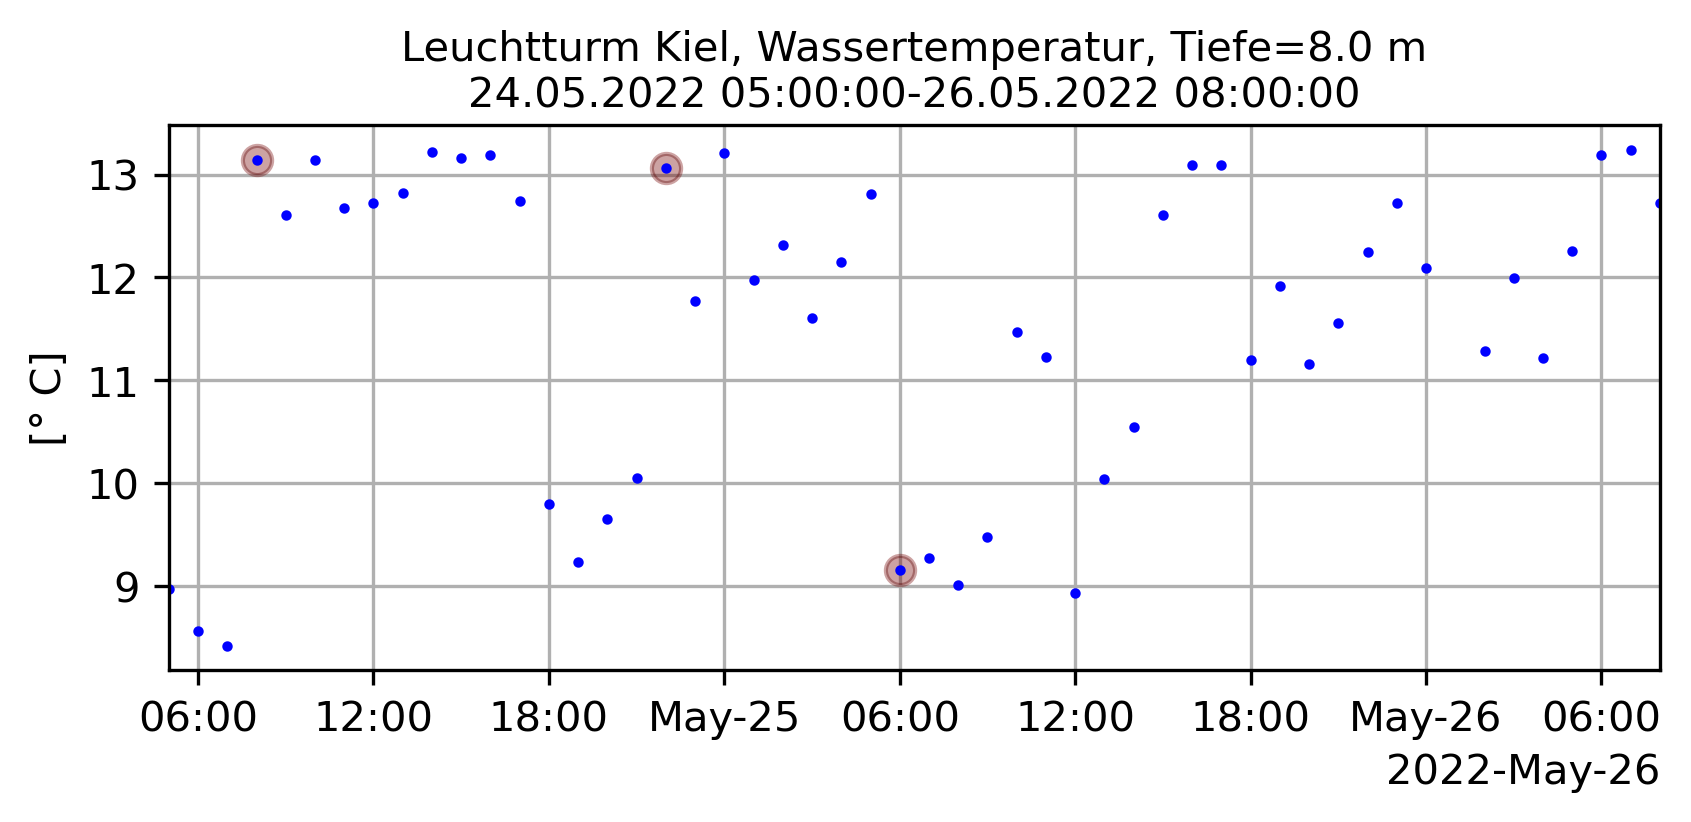 Leuchtturm Kiel, Wassertemperatur, Tiefe=8.0 m
24.05.2022 05:00:00-26.05.2022 08:00:00
[° C]
13
12
11
10
9
06:00 12:00 18:00 May-25 06:00 12:00 18:00 May-26 06:00
2022-May-26